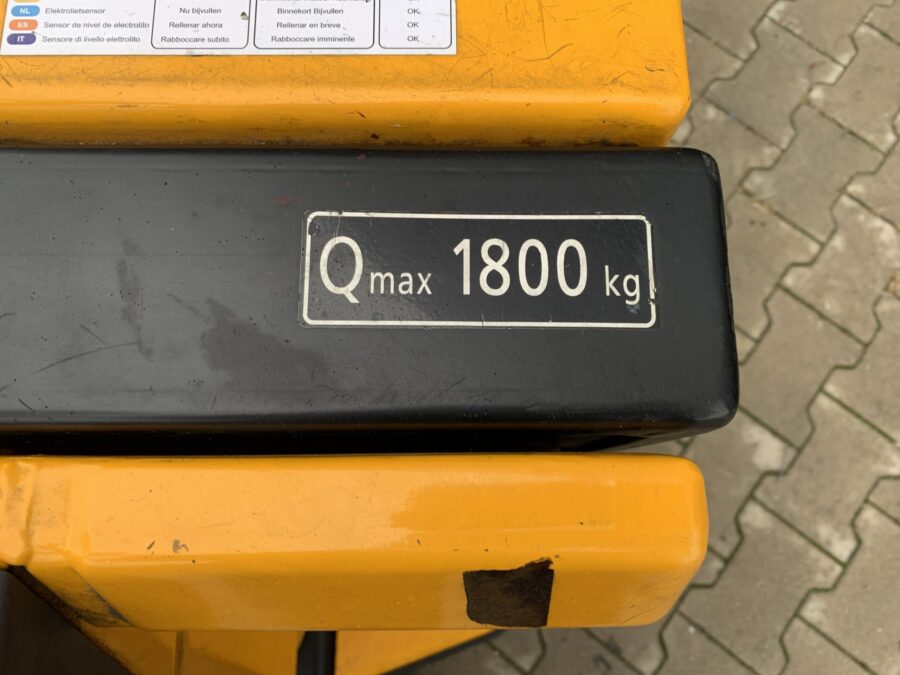 NL Elektrolietsensor Nu bijvullen Binnekort Bijvullen OK
ES Sensor de nivel de electolito Rellenar ahora Rellenar en breve OK
IT Sensore di livello elettrolito Rabboccare subito Rabboccare imminente OK
Qmax 1800 kg